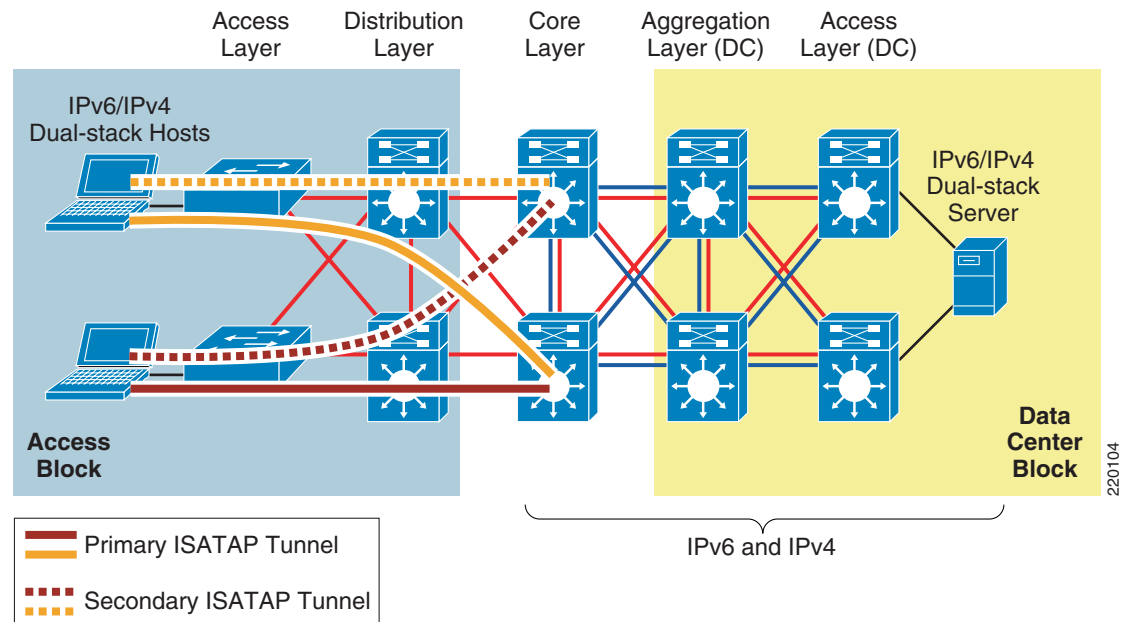 Access
Layer
Distribution
Layer
Core
Layer
Aggregation
Layer (DC)
Access
Layer (DC)
IPv6/IPv4
Dual-stack Hosts
IPv6/IPv4
Dual-stack
Server
Access
Block
Data
Center
Block
220104
IPv6 and IPv4
Primary ISATAP Tunnel
Secondary ISATAP Tunnel